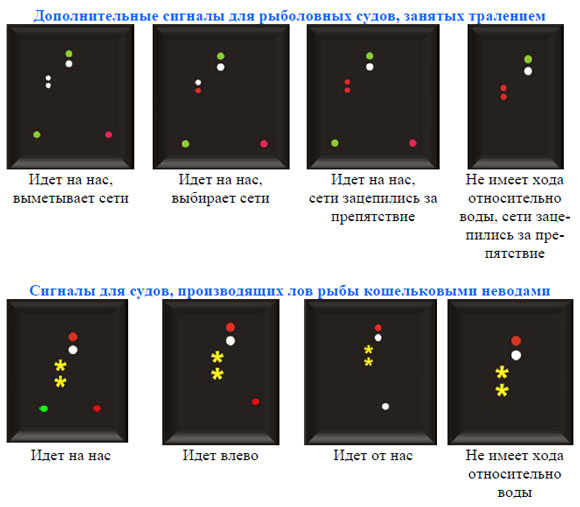 Дополнительные сигналы для рыболовных судов, занятых тралением
Идет на нас,
выметывает сети
Идет на нас,
выбирает сети
Идет на нас,
сети зацепились за
препятствие
Не имеет хода
относительно
воды, сети заце-
пились за пре-
пятствие
Сигналы для судов, производящих лов рыбы кошельковыми неводами
Идет на нас
Идет влево
Идет от нас
Не имеет хода
относительно
воды